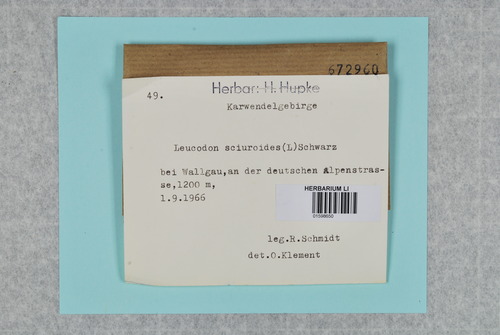 672960
Herbar: H. Hupke
49.
Karwendelgebirge
Leucodon sciuroides(L)Schwarz
bei Wallgau,an der deutschen Alpenstras-
se,1200 m,
1.9.1966
HERBARIUM LI
01598650
leg.R.Schmidt
det.O.Klement